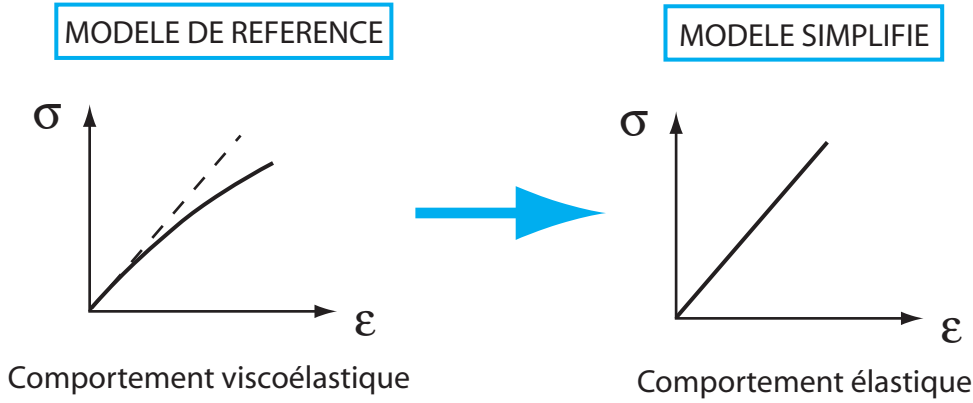 MODELE DE REFERENCE
MODELE SIMPLIFIE
σ
ε
σ
ε
Comportement viscoélastique
Comportement élastique